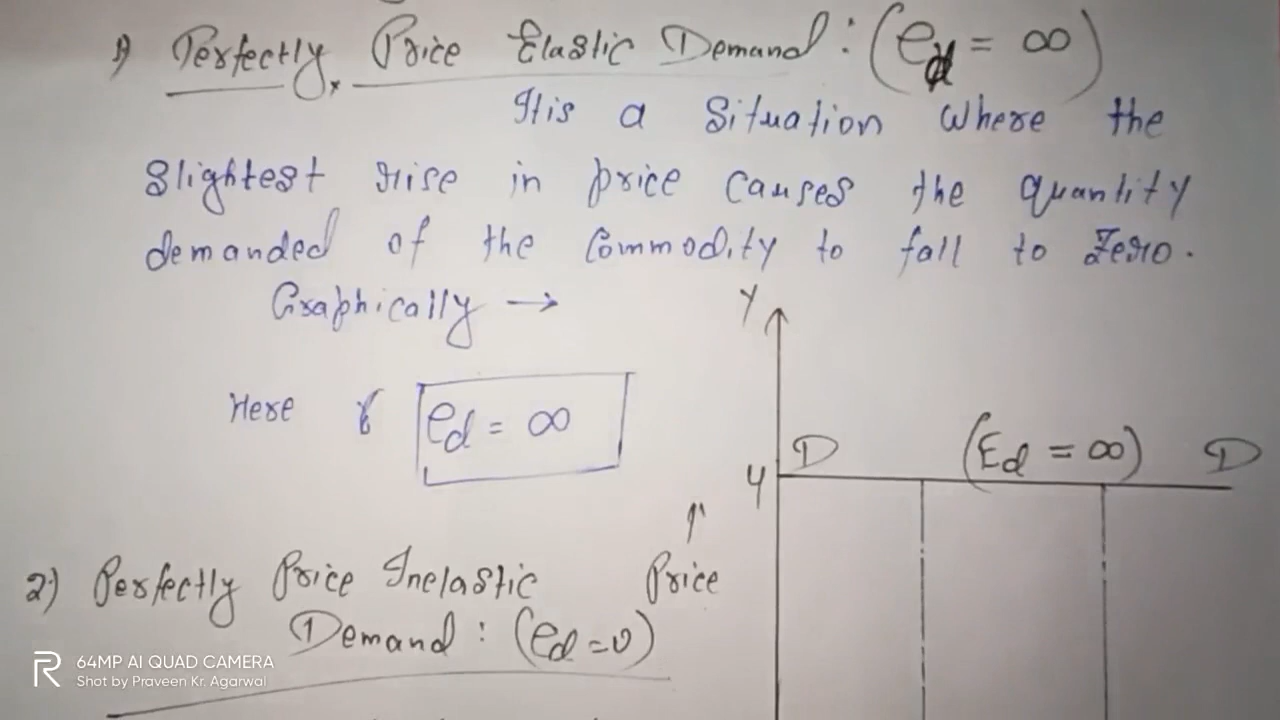 1) Perfectly Price Elastic Demand : (ed = ∞)
It is a situation where the
slightest rise in price causes the quantity
demanded of the Commodity to fall to Zero.
Graphically →
Y
Here ed = ∞
D (Ed = ∞) D
4
2) Perfectly Price Inelastic
Demand : (ed = 0)
↑
Price
64MP AI QUAD CAMERA
Shot by Praveen Kr. Agarwal